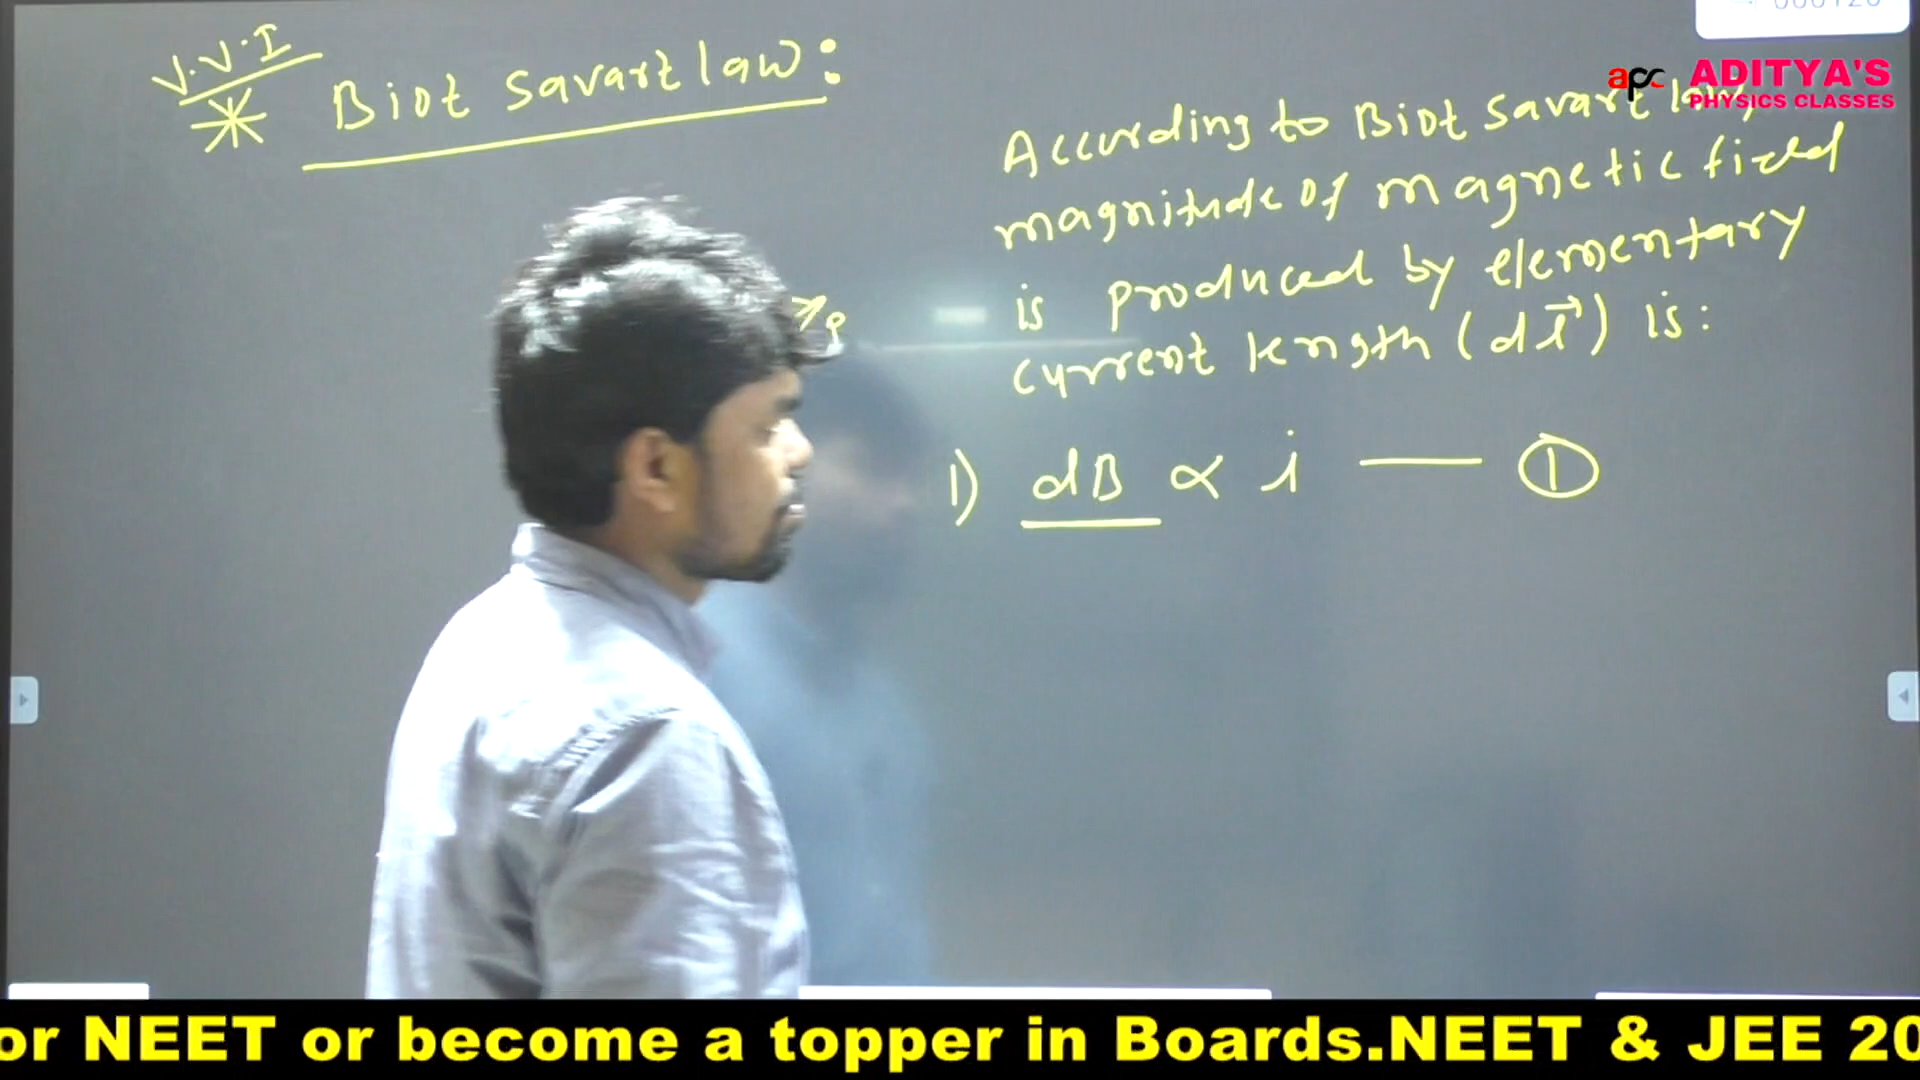 V.V.I
Biot Savart law:
apc ADITYA'S
PHYSICS CLASSES
According to Biot Savart law,
magnitude of magnetic field
is produced by elementary
current length (dl⃗) is:
1) dB ∝ i — ①
or NEET or become a topper in Boards.NEET & JEE 20